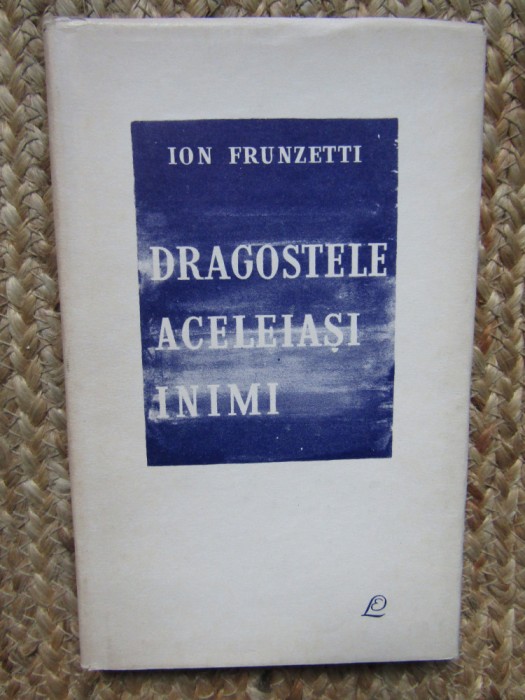 ION FRUNZETTI
DRAGOSTELE
ACELEIAȘI
INIMI